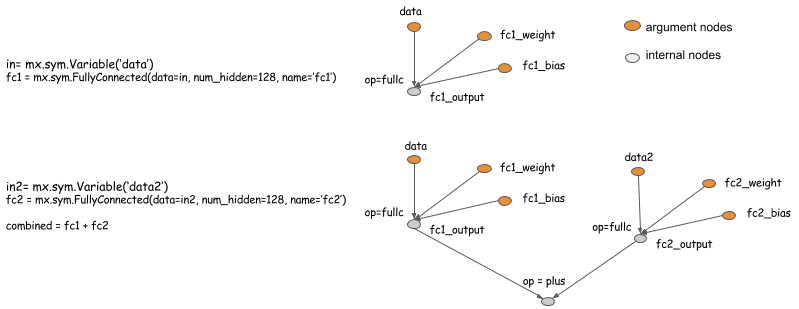 data
fc1_weight
argument nodes
internal nodes
in= mx.sym.Variable('data')
fc1 = mx.sym.FullyConnected(data=in, num_hidden=128, name='fc1')
fc1_bias
op=fullc
fc1_output
data
data2
fc1_weight
fc2_weight
in2= mx.sym.Variable('data2')
fc2 = mx.sym.FullyConnected(data=in2, num_hidden=128, name='fc2')
fc1_bias
fc2_bias
op=fullc
combined = fc1 + fc2
fc1_output
op=fullc
fc2_output
op = plus